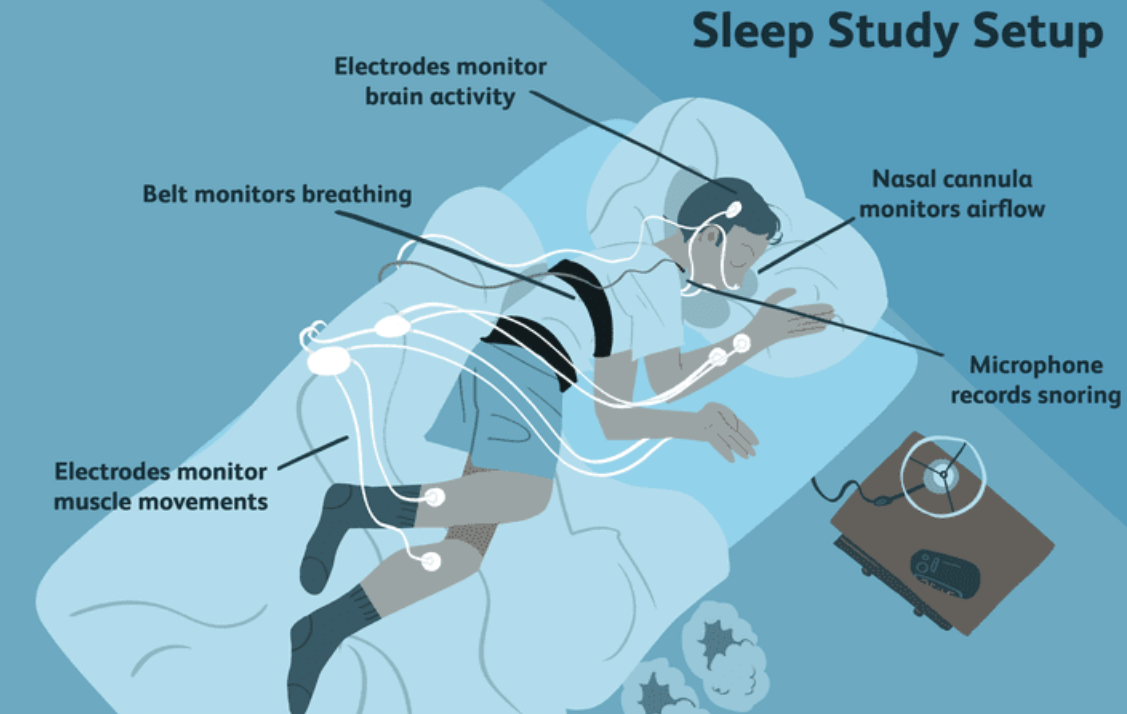 Sleep Study Setup
Electrodes monitor
brain activity
Nasal cannula
monitors airflow
Belt monitors breathing
Microphone
records snoring
Electrodes monitor
muscle movements